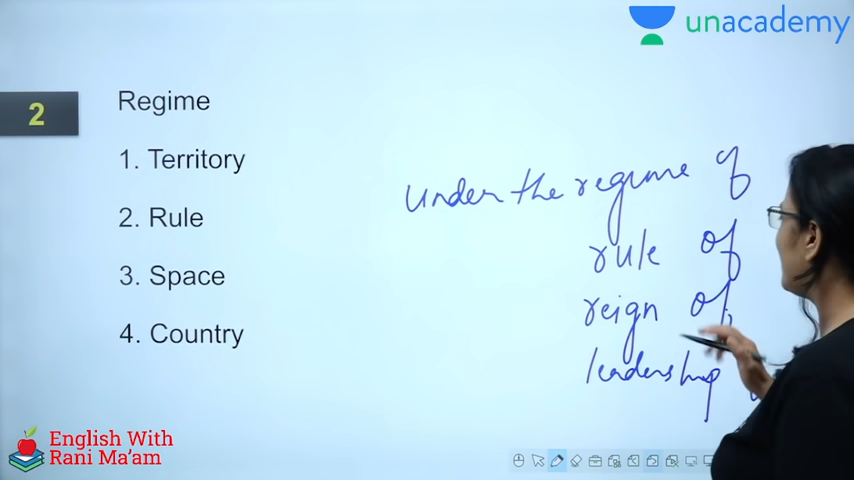 unacademy
2
Regime
1. Territory
2. Rule
3. Space
4. Country
under the regime of
rule of
reign of
leadership
English With
Rani Ma'am